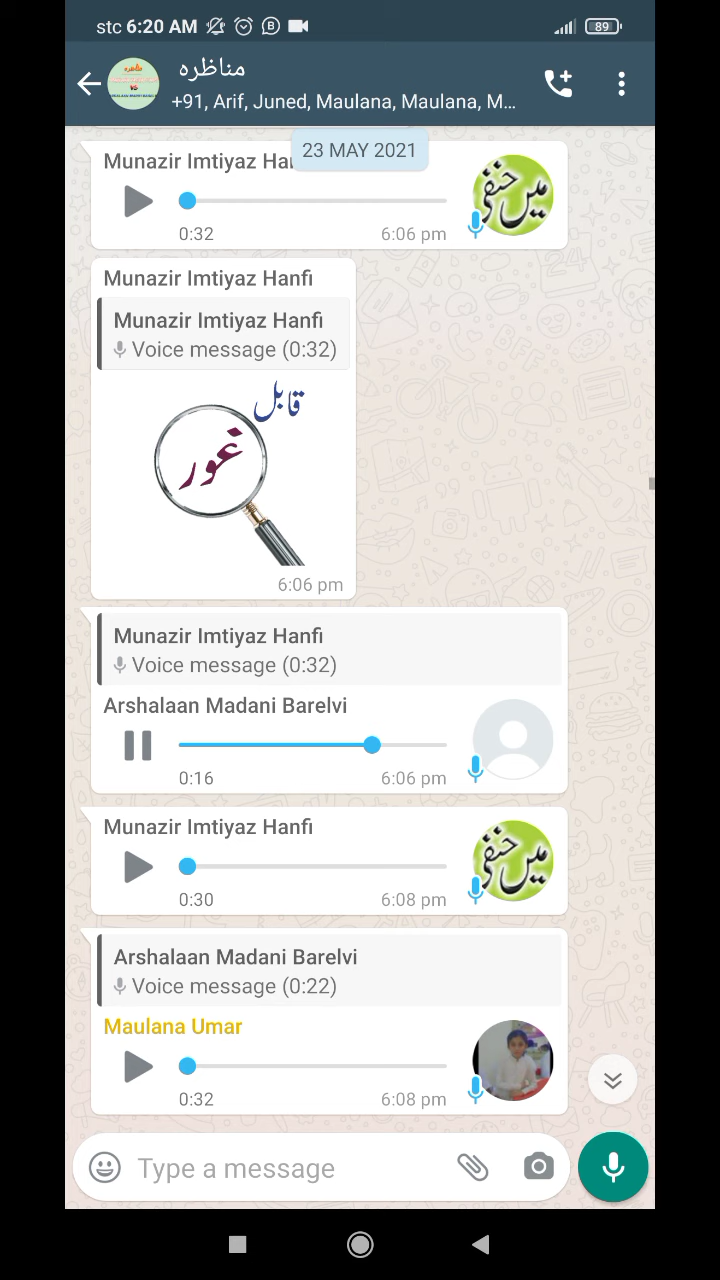 stc 6:20 AM
89
مناظرہ
+91, Arif, Juned, Maulana, Maulana, M...
23 MAY 2021
Munazir Imtiyaz Ha
میں حنفی
0:32 6:06 pm
Munazir Imtiyaz Hanfi
Munazir Imtiyaz Hanfi
Voice message (0:32)
قابل
غور
6:06 pm
Munazir Imtiyaz Hanfi
Voice message (0:32)
Arshalaan Madani Barelvi
0:16 6:06 pm
Munazir Imtiyaz Hanfi
میں حنفی
0:30 6:08 pm
Arshalaan Madani Barelvi
Voice message (0:22)
Maulana Umar
0:32 6:08 pm
Type a message